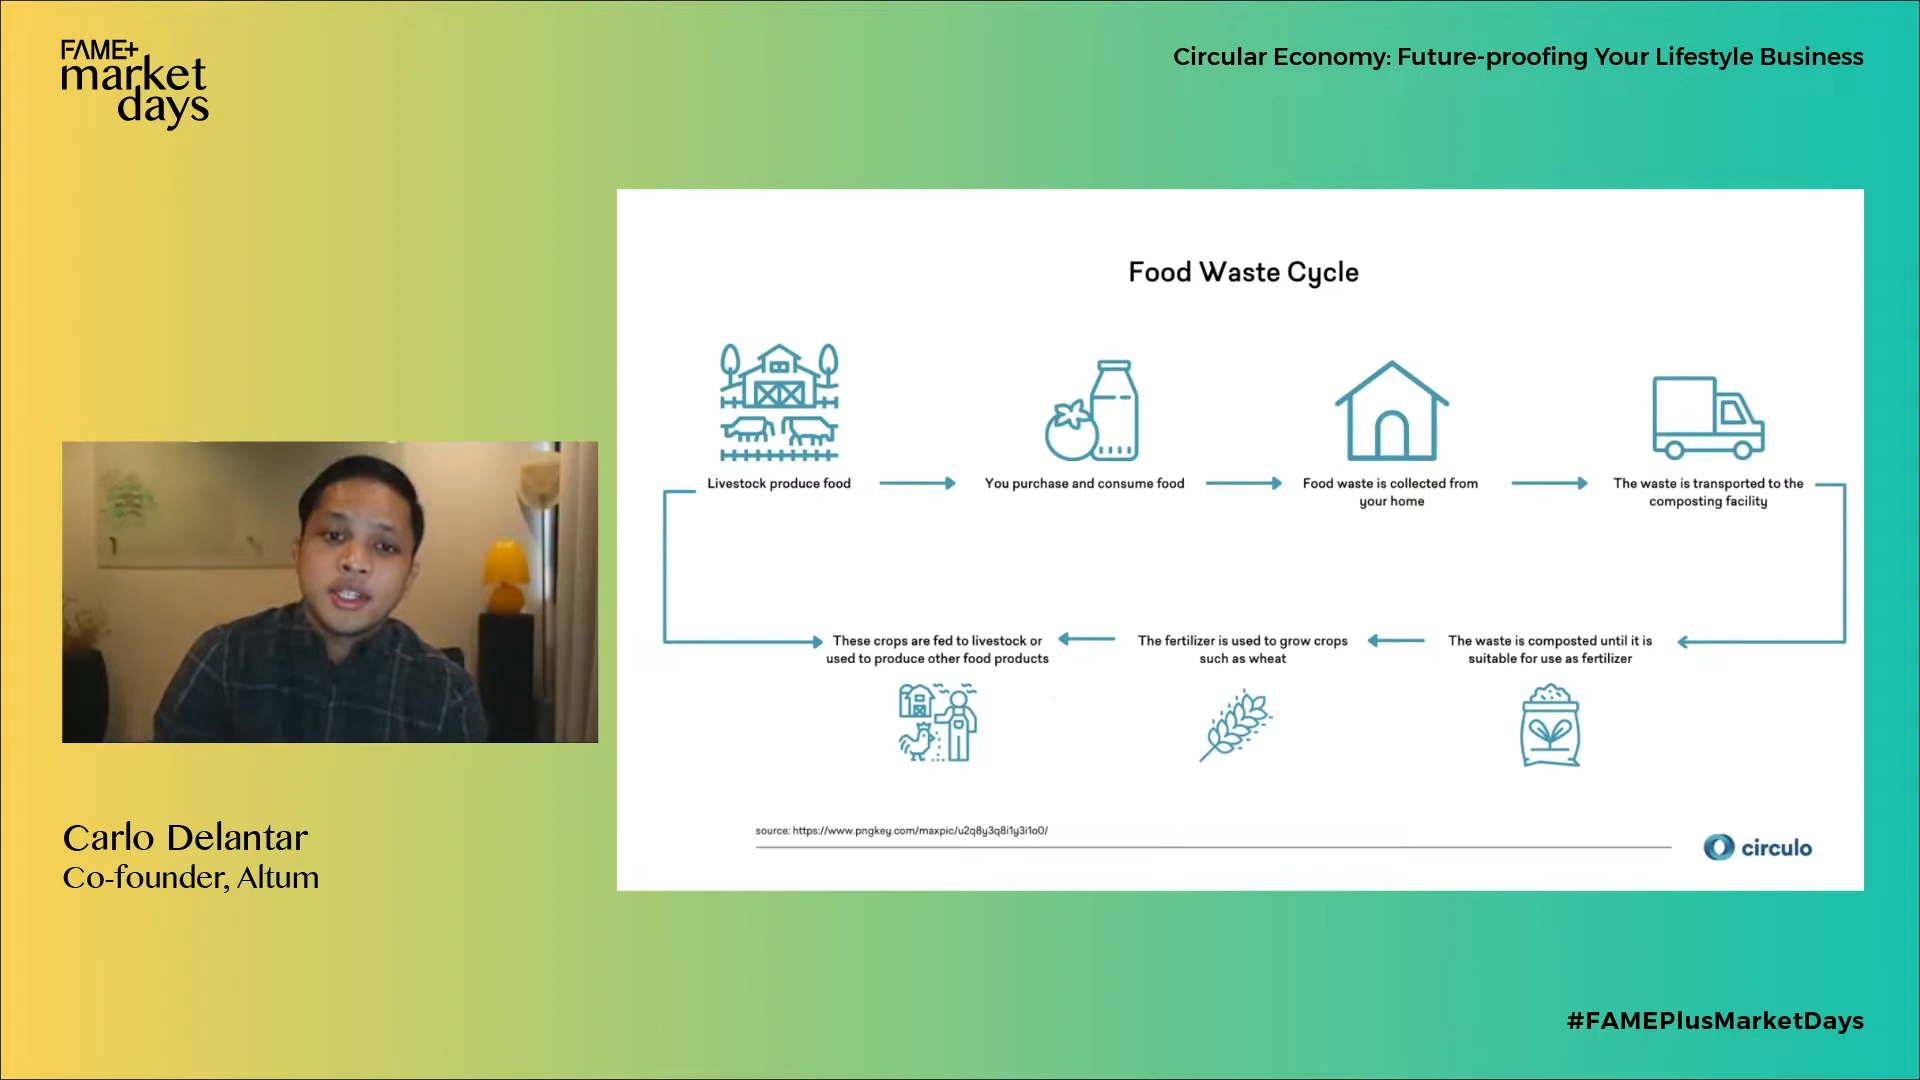 FAME+
market
days
Circular Economy: Future-proofing Your Lifestyle Business
Food Waste Cycle
Livestock produce food
You purchase and consume food
Food waste is collected from
your home
The waste is transported to the
composting facility
These crops are fed to livestock or
used to produce other food products
The fertilizer is used to grow crops
such as wheat
The waste is composted until it is
suitable for use as fertilizer
source: https://www.pngkey.com/maxpic/u2q8y3q8i1y3i1o0/
circulo
Carlo Delantar
Co-founder, Altum
#FAMEPlusMarketDays